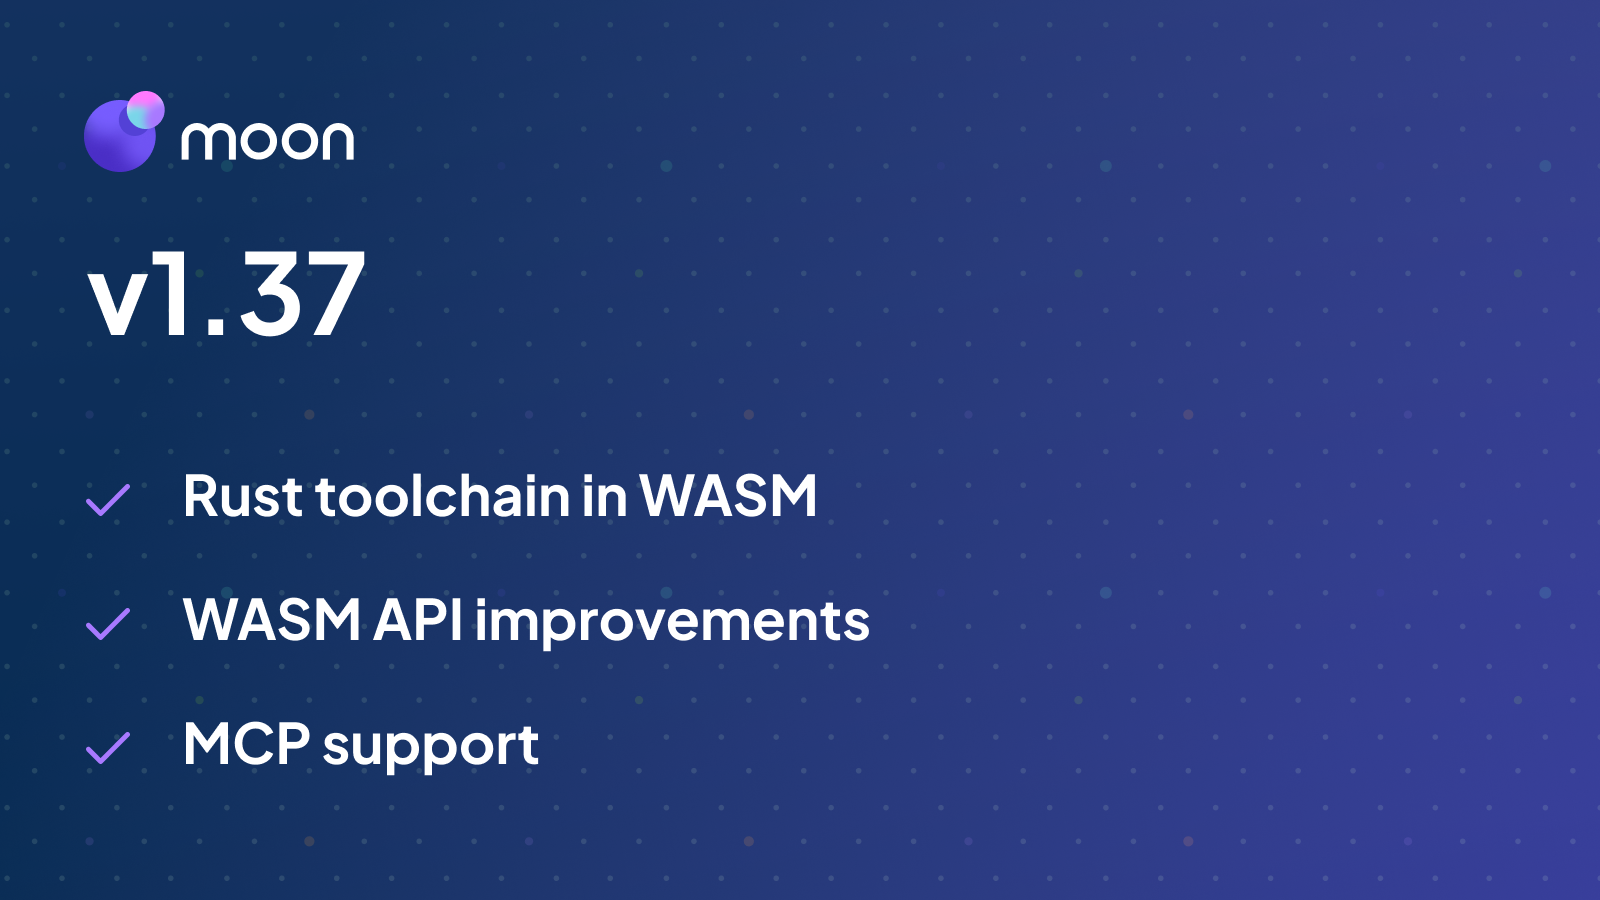 moon
v1.37
Rust toolchain in WASM
WASM API improvements
MCP support